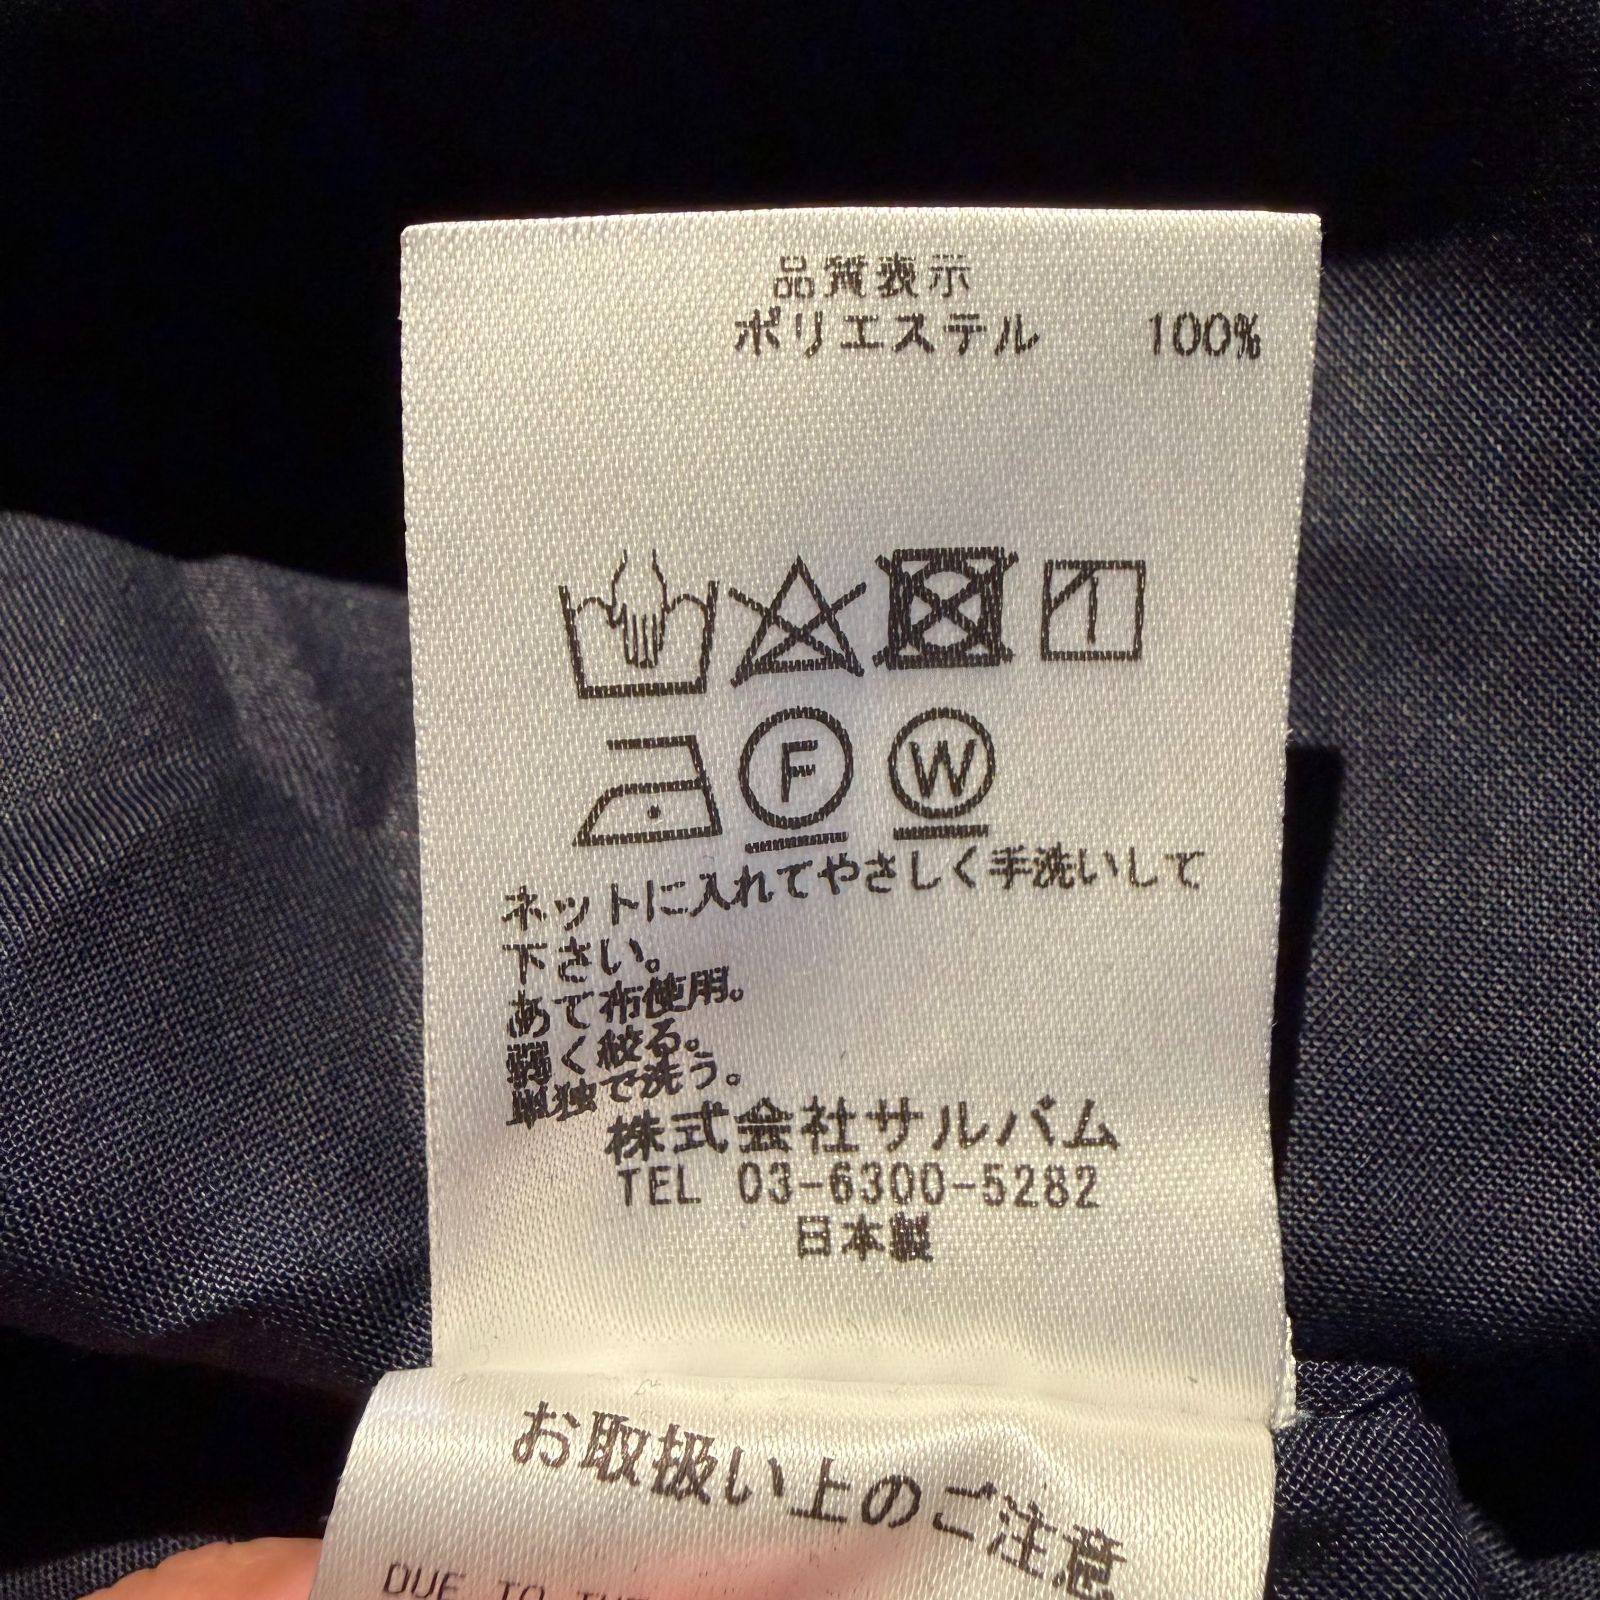 品質表示
ポリエステル 100%
F W
ネットに入れてやさしく手洗いして
下さい。
あて布使用。
弱く絞る。
単独で洗う。
株式会社サルバム
TEL 03-6300-5282
日本製
お取扱い上のご注意
DUE TO THE